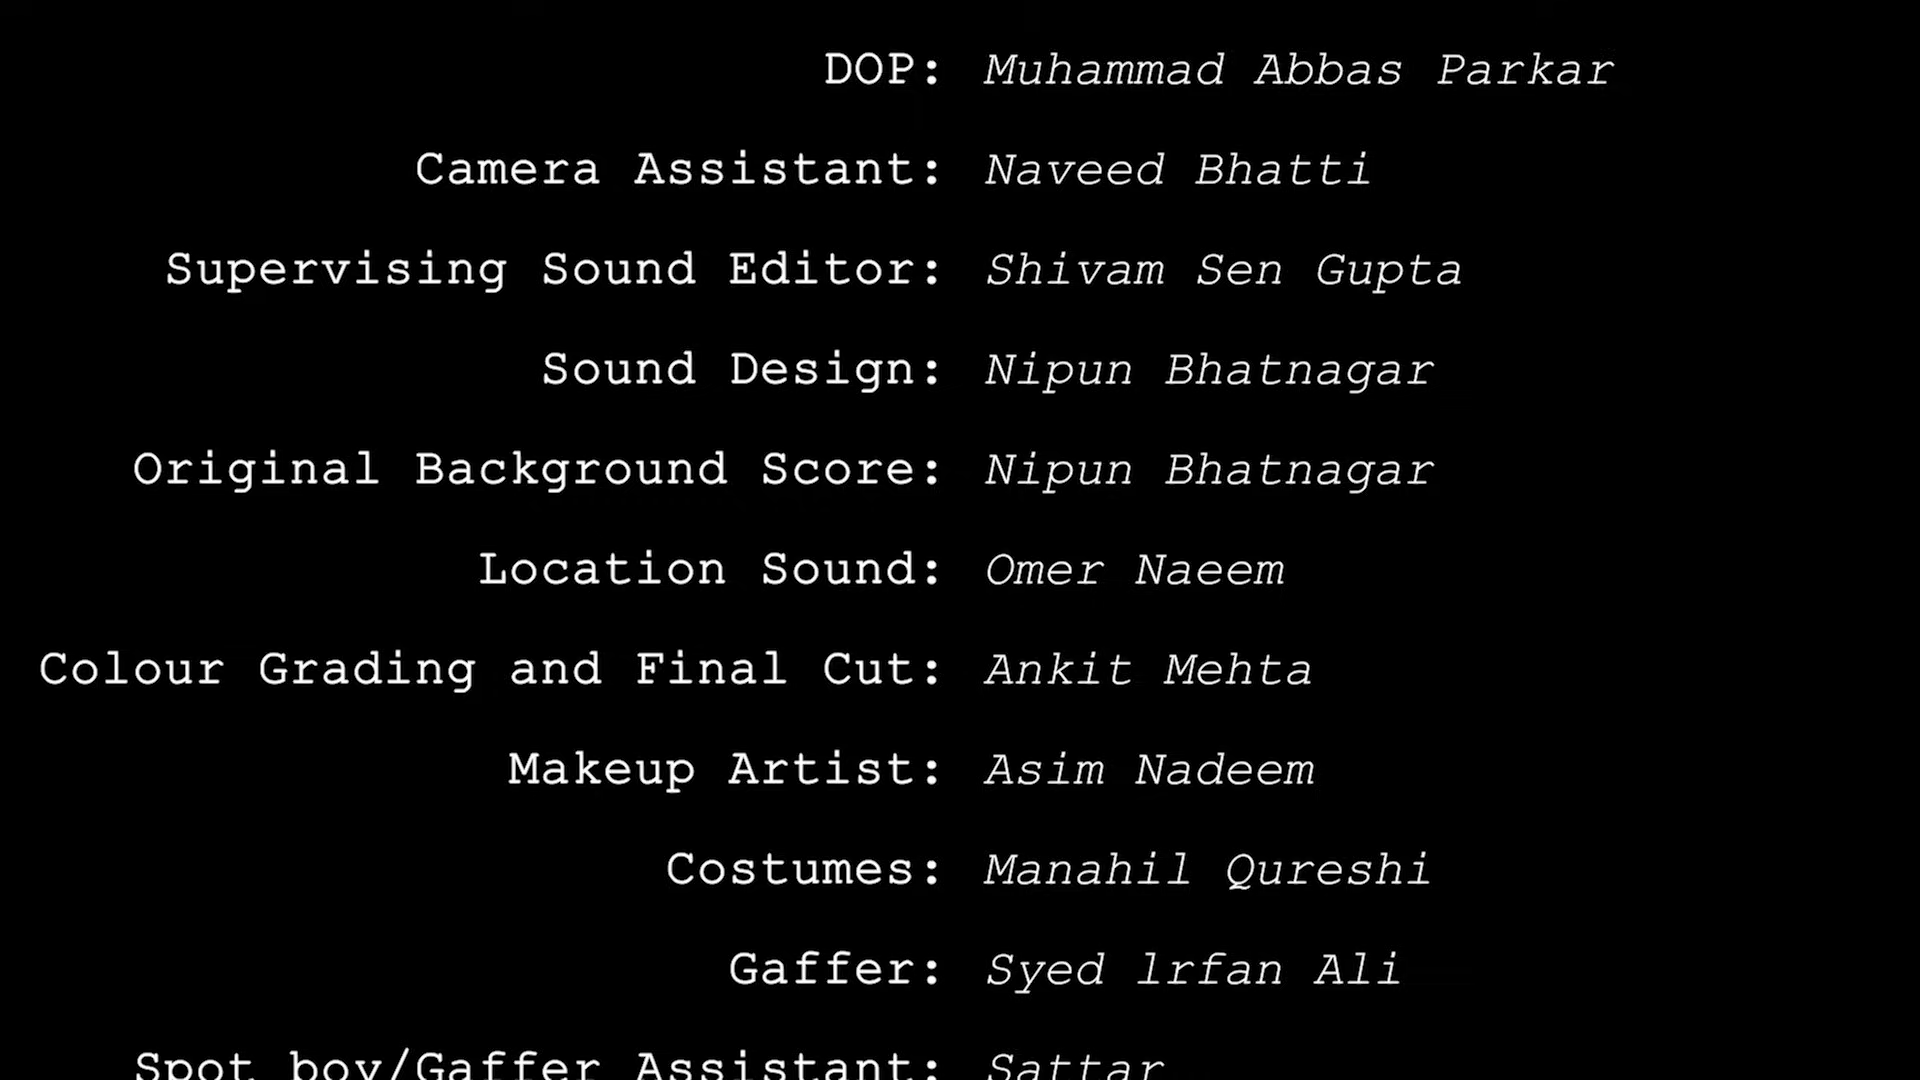 DOP: Muhammad Abbas Parkar
Camera Assistant: Naveed Bhatti
Supervising Sound Editor: Shivam Sen Gupta
Sound Design: Nipun Bhatnagar
Original Background Score: Nipun Bhatnagar
Location Sound: Omer Naeem
Colour Grading and Final Cut: Ankit Mehta
Makeup Artist: Asim Nadeem
Costumes: Manahil Qureshi
Gaffer: Syed lrfan Ali
Spot boy/Gaffer Assistant: Sattar